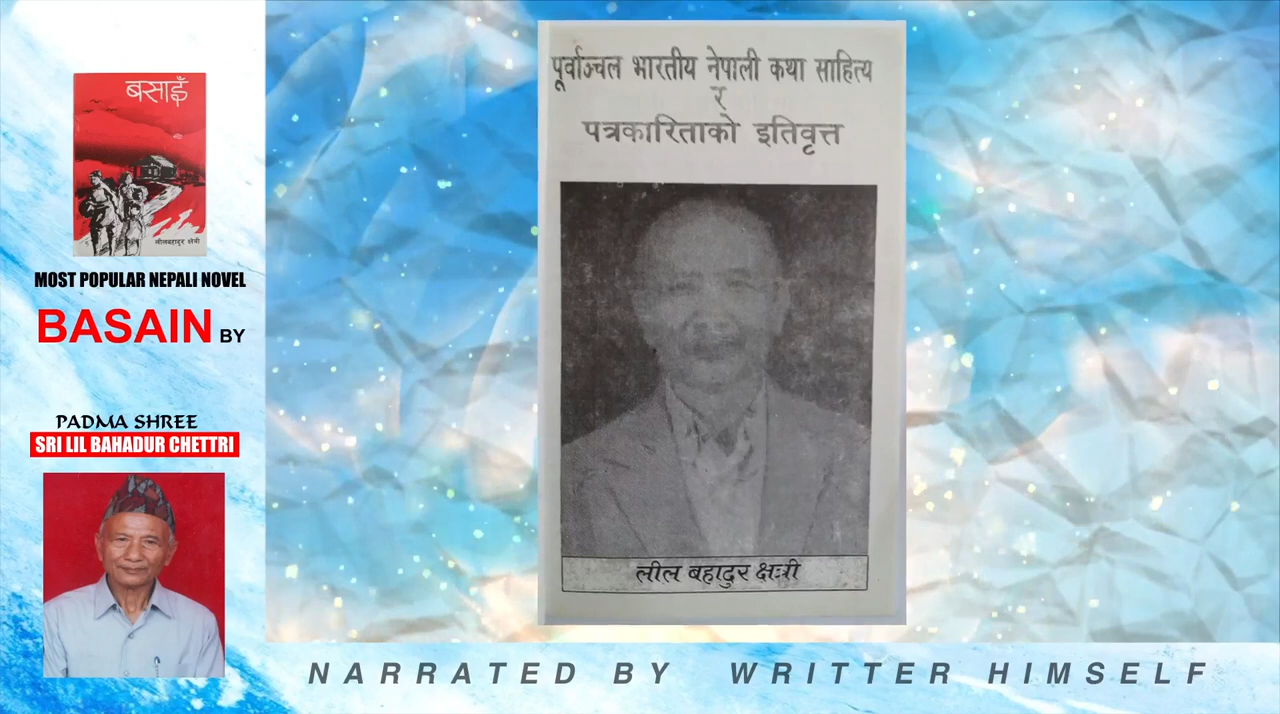 बसाइँ
लीलबहादुर क्षेत्री
MOST POPULAR NEPALI NOVEL
BASAIN BY
PADMA SHREE
SRI LIL BAHADUR CHETTRI
पूर्वाञ्चल भारतीय नेपाली कथा साहित्य
र
पत्रकारिताको इतिवृत्त
लील बहादुर क्षत्री
NARRATED BY WRITTER HIMSELF